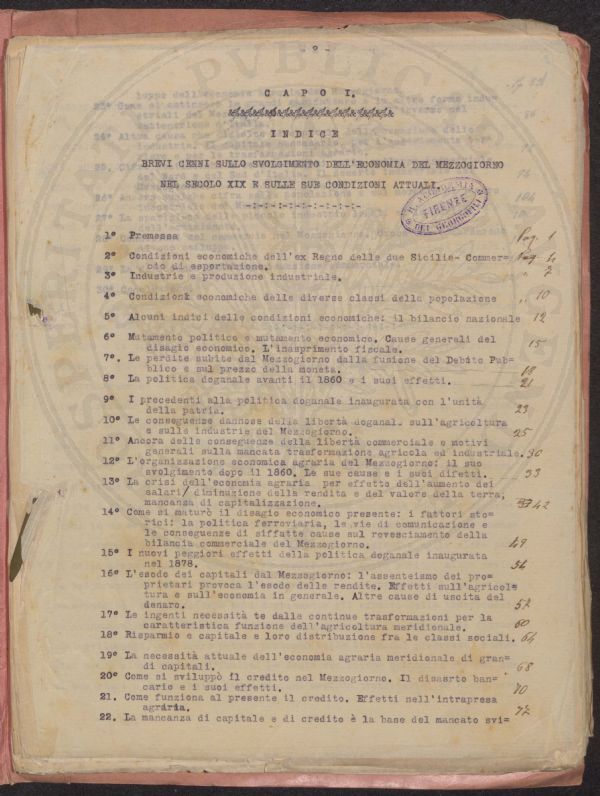 - 2 -
C A P O I.
I N D I C E
BREVI CENNI SULLO SVOLGIMENTO DELL'ECONOMIA DEL MEZZOGIORNO
NEL SECOLO XIX E SULLE SUE CONDIZIONI ATTUALI.
-:-:-:-:-:-:-:-:-
R. ACCADEMIA
FIRENZE
DEI GEORGOFILI
1° Premessa Pag. 1
2° Condizioni economiche dell'ex Regno delle due Sicilie- Commer=
cio di esportazione.
3° Industrie e produzione industriale. " 7
4° Condizioni economiche delle diverse classi della popolazione " 10
5° Alcuni indici delle condizioni economiche: il bilancio nazionale 12
6° Mutamento politico e mutamento economico. Cause generali del
disagio economico. L'inasprimento fiscale. 15
7°. Le perdite subite dal Mezzogiorno dalla fusione del Debito Pub=
blico e sul prezzo della moneta. 18
8° La politica doganale avanti il 1860 e i suoi effetti. 21
9° I precedenti alla politica doganale inaugurata con l'unità
della patria. 23
10° Le conseguenze dannose della libertà doganal. sull'agricoltura
e sulle industrie del Mezzogiorno. 25
11° Ancora delle conseguenze della libertà commerciale e motivi
generali sulla mancata trasformazione agricola ed industriale. 30
12° L'organizzazione economica agraria del Mezzogiorno: il suo
svolgimento dopo il 1860. Le sue cause e i suoi difetti. 33
13° La crisi dell'economia agraria per effetto dell'aumento dei
salari/ diminuzione della rendita e del valore della terra,
mancanza di capitalizzazione. 42
14° Come si maturò il disagio economico presente: i fattori sto=
rici: la politica ferroviaria, le vie di comunicazione e
le conseguenze di siffatte cause sul rovesciamento della
bilancia commerciale del Mezzogiorno. 49
15° I nuovi peggiori effetti della politica doganale inaugurata
nel 1878.
16° L'esodo dei capitali dal Mezzogiorno: l'assenteismo dei pro=
prietari provoca l'esodo delle rendite. Effetti sull'agricol=
tura e sull'economia in generale. Altre cause di uscita del
denaro. 52
17° Le ingenti necessità te dalle continue trasformazioni per la
caratteristica funzione dell'agricoltura meridionale. 60
18° Risparmio e capitale e loro distribuzione fra le classi sociali. 64
19° La necessità attuale dell'economia agraria meridionale di gran=
di capitali. 68
20° Come si sviluppò il credito nel Mezzogiorno. Il disasrto ban=
cario e i suoi effetti. 70
21. Come funziona al presente il credito. Effetti nell'intrapresa
agraria. 72
22. La mancanza di capitale e di credito è la base del mancato svi=